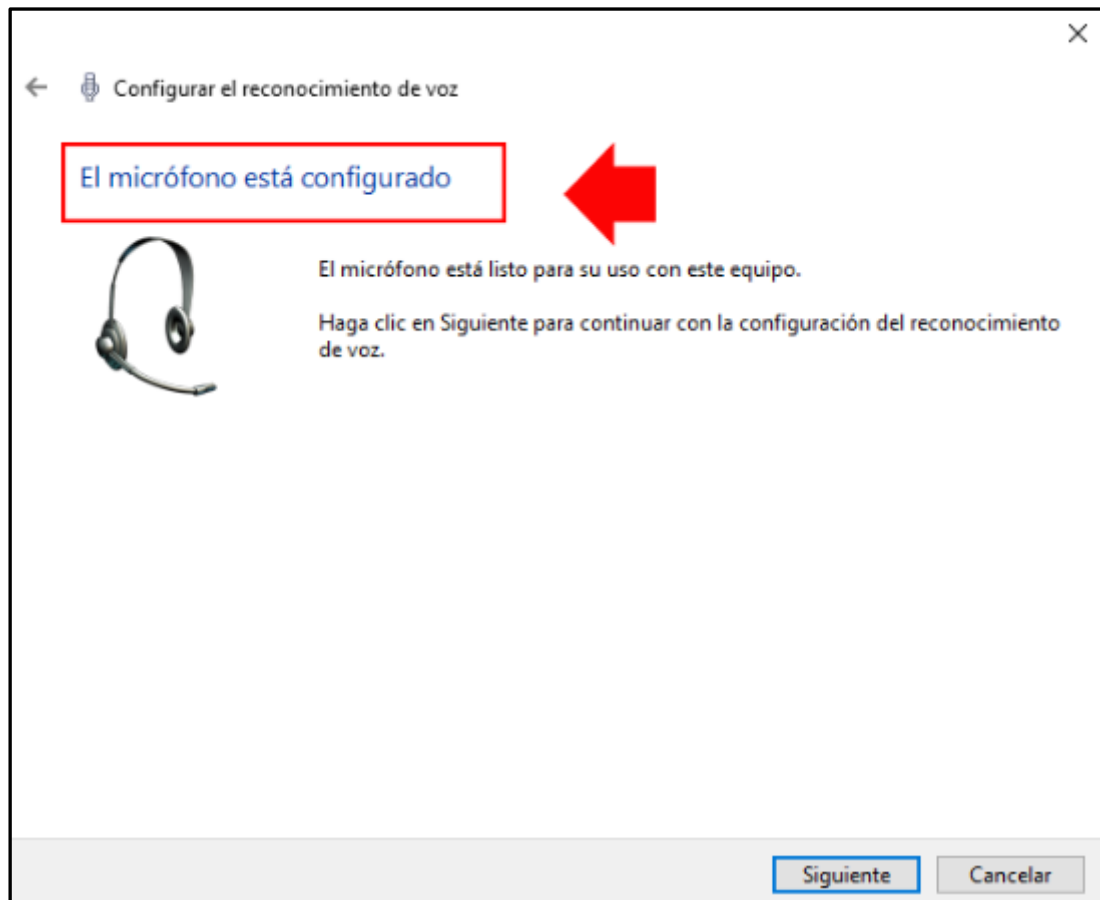 Configurar el reconocimiento de voz
El micrófono está configurado
El micrófono está listo para su uso con este equipo.
Haga clic en Siguiente para continuar con la configuración del reconocimiento
de voz.
Siguiente
Cancelar